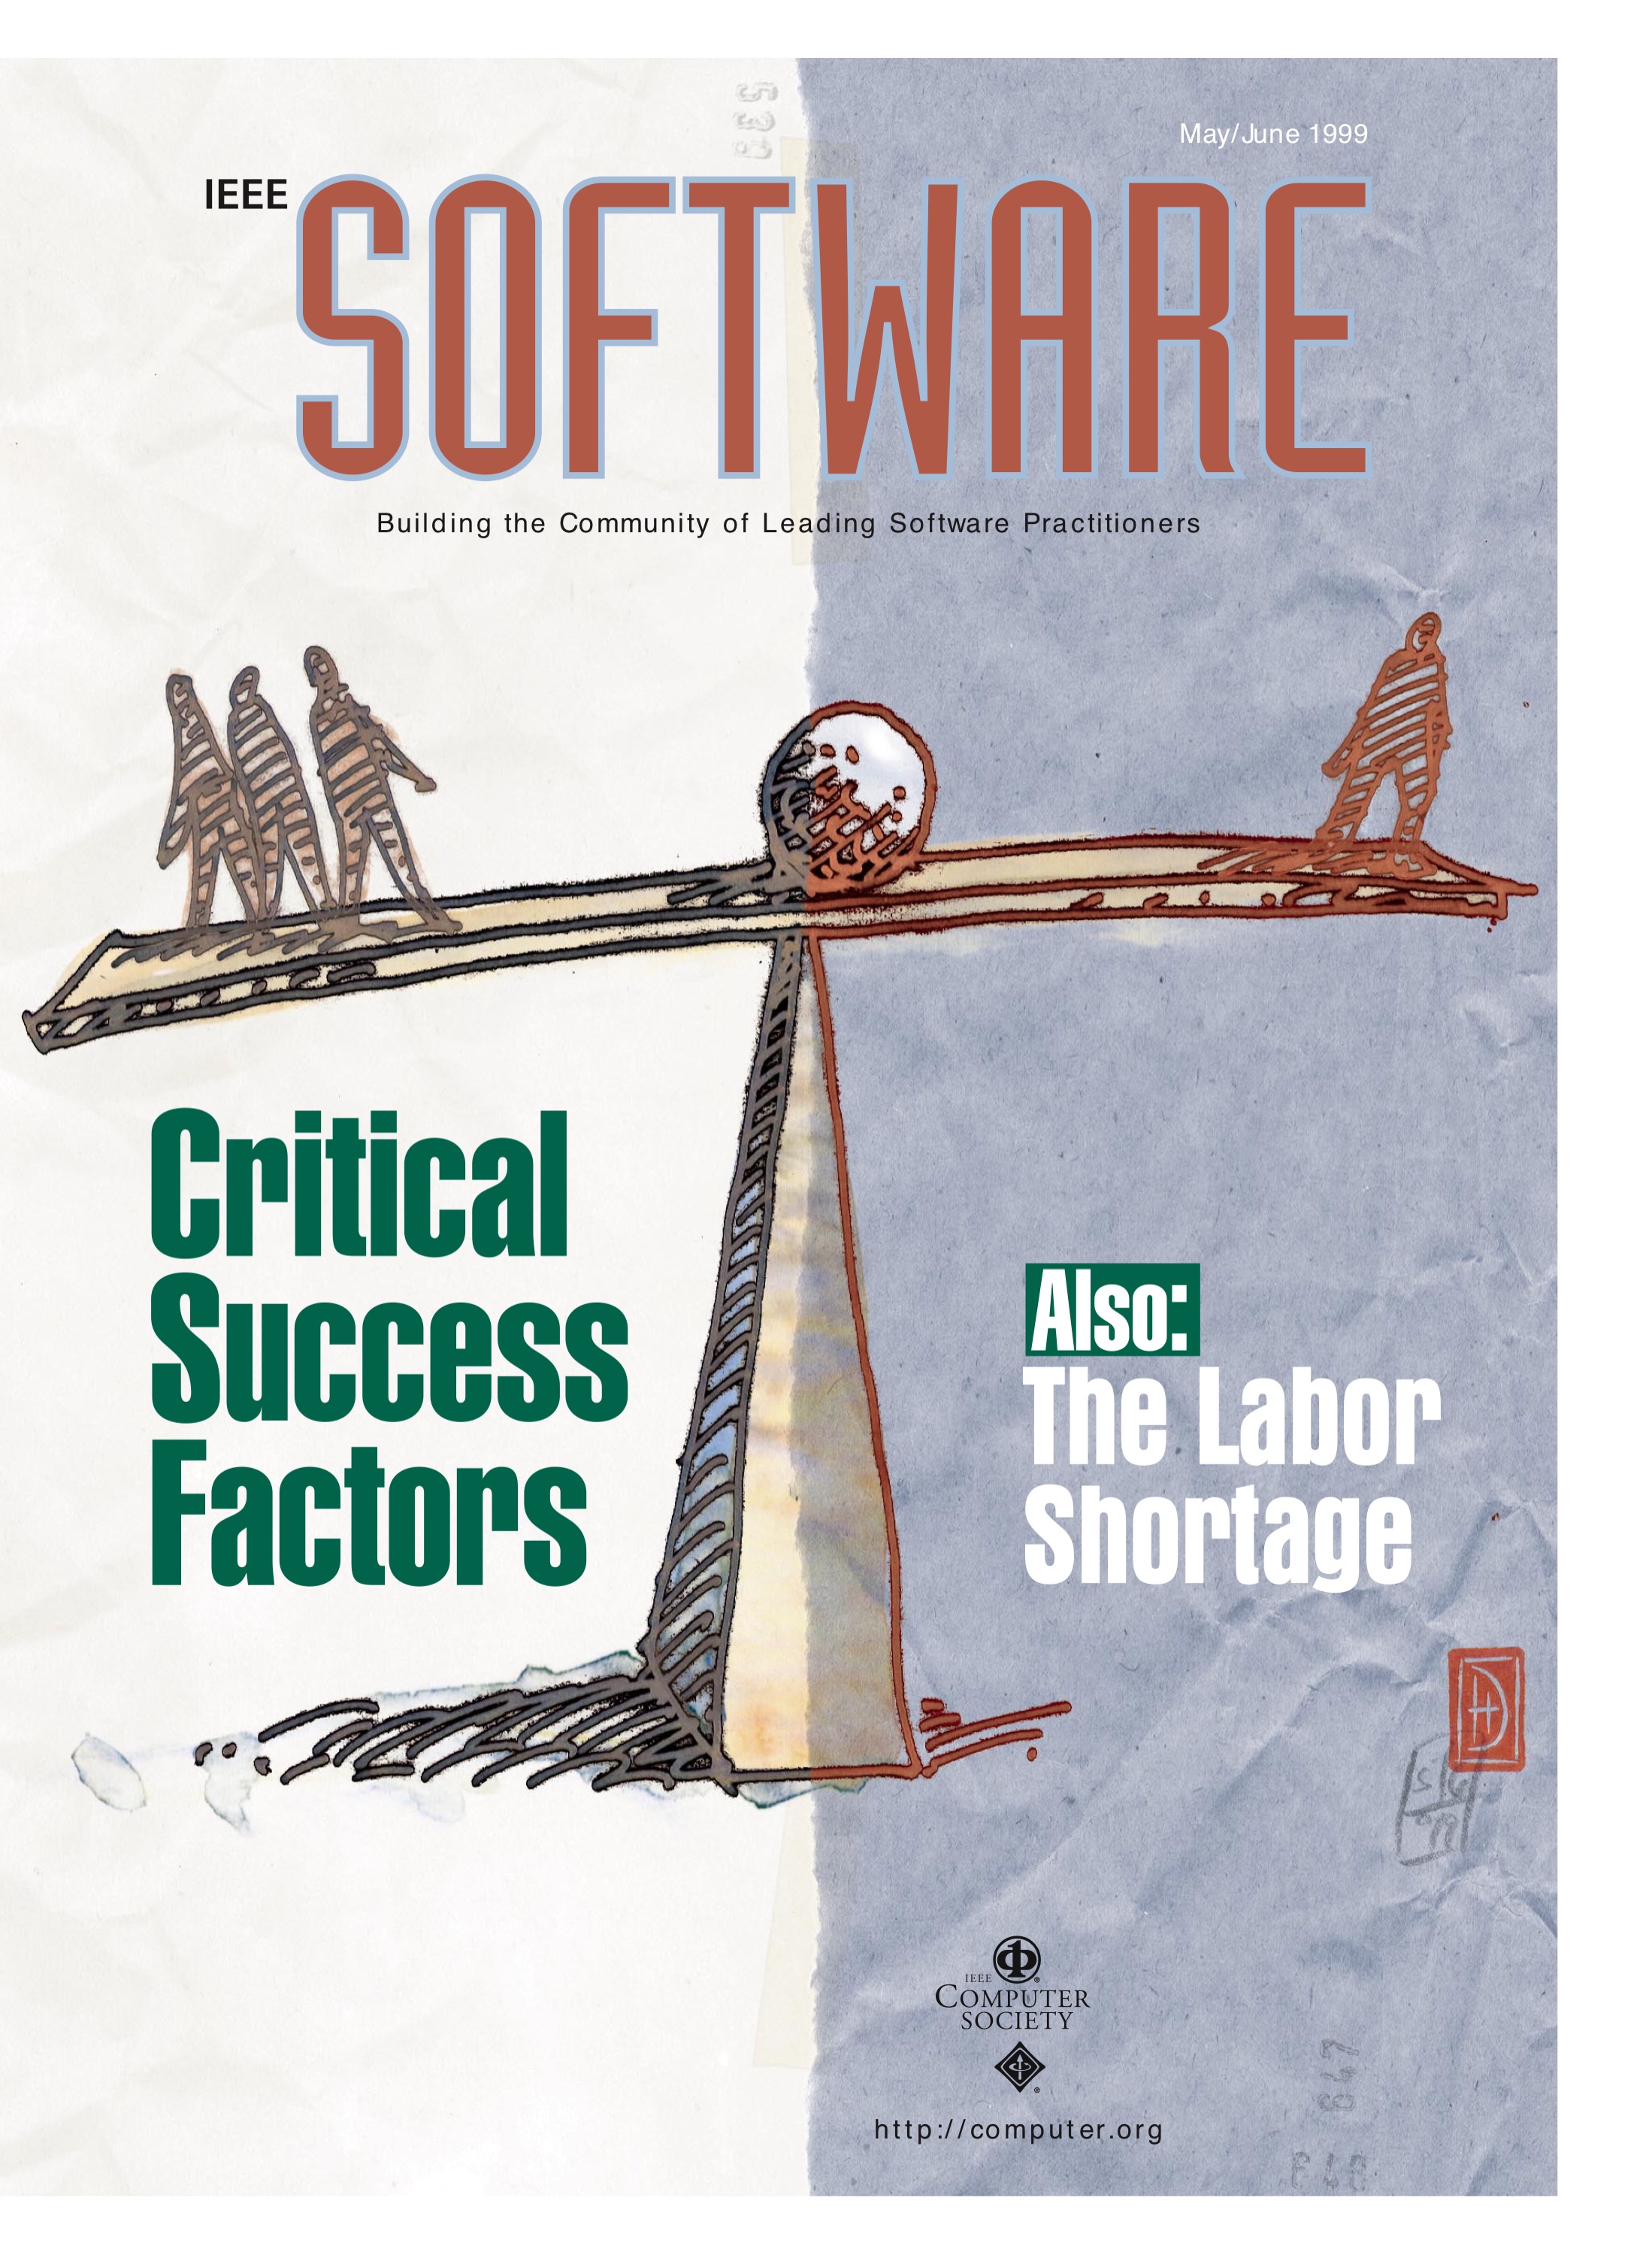 May/June 1999
IEEE SOFTWARE
Building the Community of Leading Software Practitioners
Critical
Success
Factors
Also:
The Labor
Shortage
IEEE
COMPUTER
SOCIETY
http://computer.org